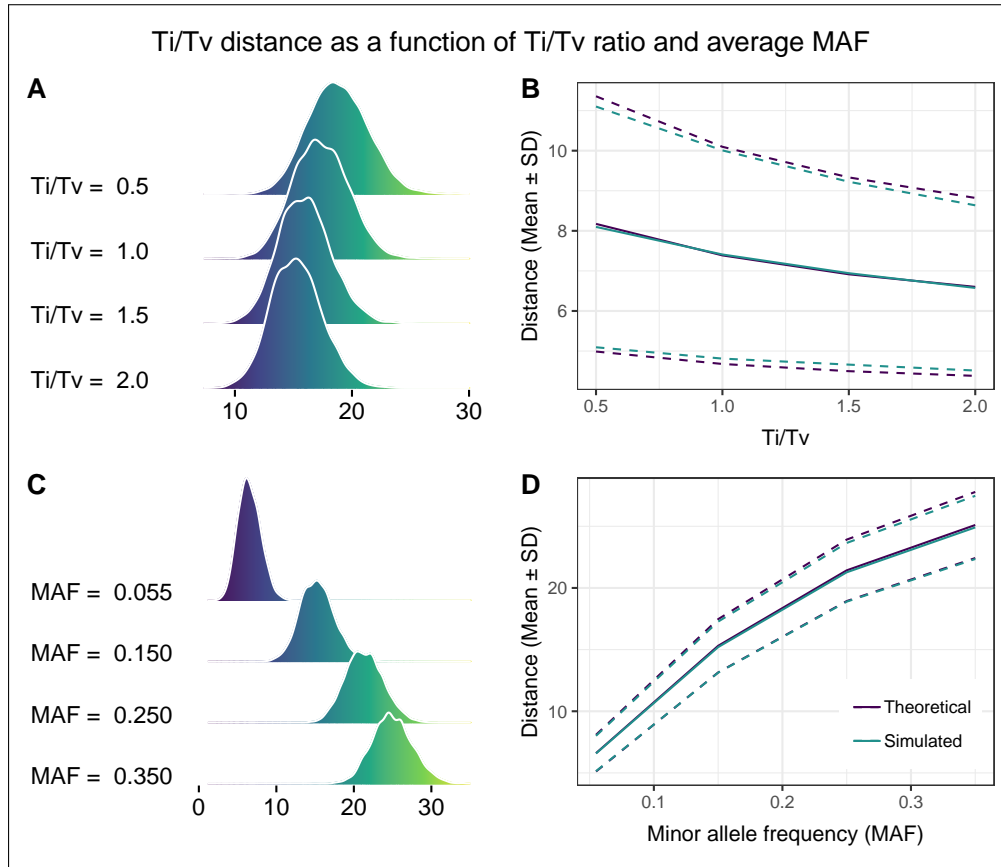 Ti/Tv distance as a function of Ti/Tv ratio and average MAF
A
Ti/Tv = 0.5
Ti/Tv = 1.0
Ti/Tv = 1.5
Ti/Tv = 2.0
10 20 30
B
Distance (Mean ± SD)
10
8
6
0.5 1.0 1.5 2.0
Ti/Tv
C
MAF = 0.055
MAF = 0.150
MAF = 0.250
MAF = 0.350
0 10 20 30
D
Distance (Mean ± SD)
20
10
Theoretical
Simulated
0.1 0.2 0.3
Minor allele frequency (MAF)